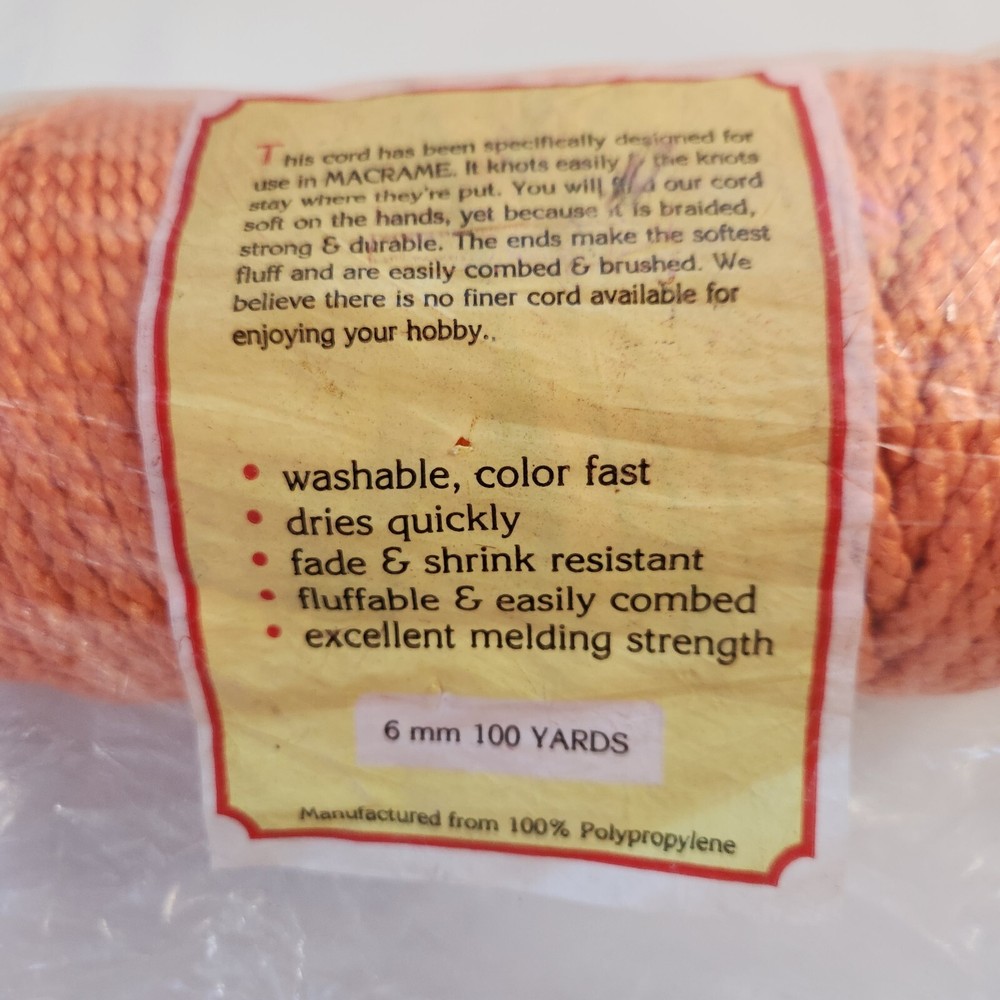 This cord has been specifically designed for
use in MACRAME. It knots easily & the knots
stay where they're put. You will find our cord
soft on the hands, yet because it is braided,
strong & durable. The ends make the softest
fluff and are easily combed & brushed. We
believe there is no finer cord available for
enjoying your hobby..
• washable, color fast
• dries quickly
• fade & shrink resistant
• fluffable & easily combed
• excellent melding strength
6 mm 100 YARDS
Manufactured from 100% Polypropylene